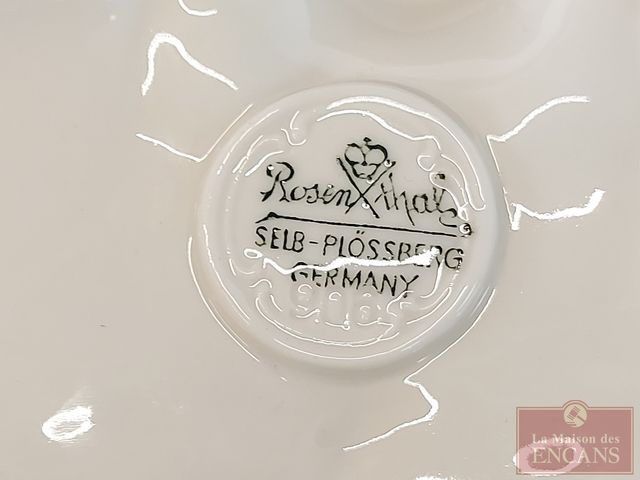 Rosenthal
SELB-PLÖSSBERG
GERMANY
La Maison des
ENCANS